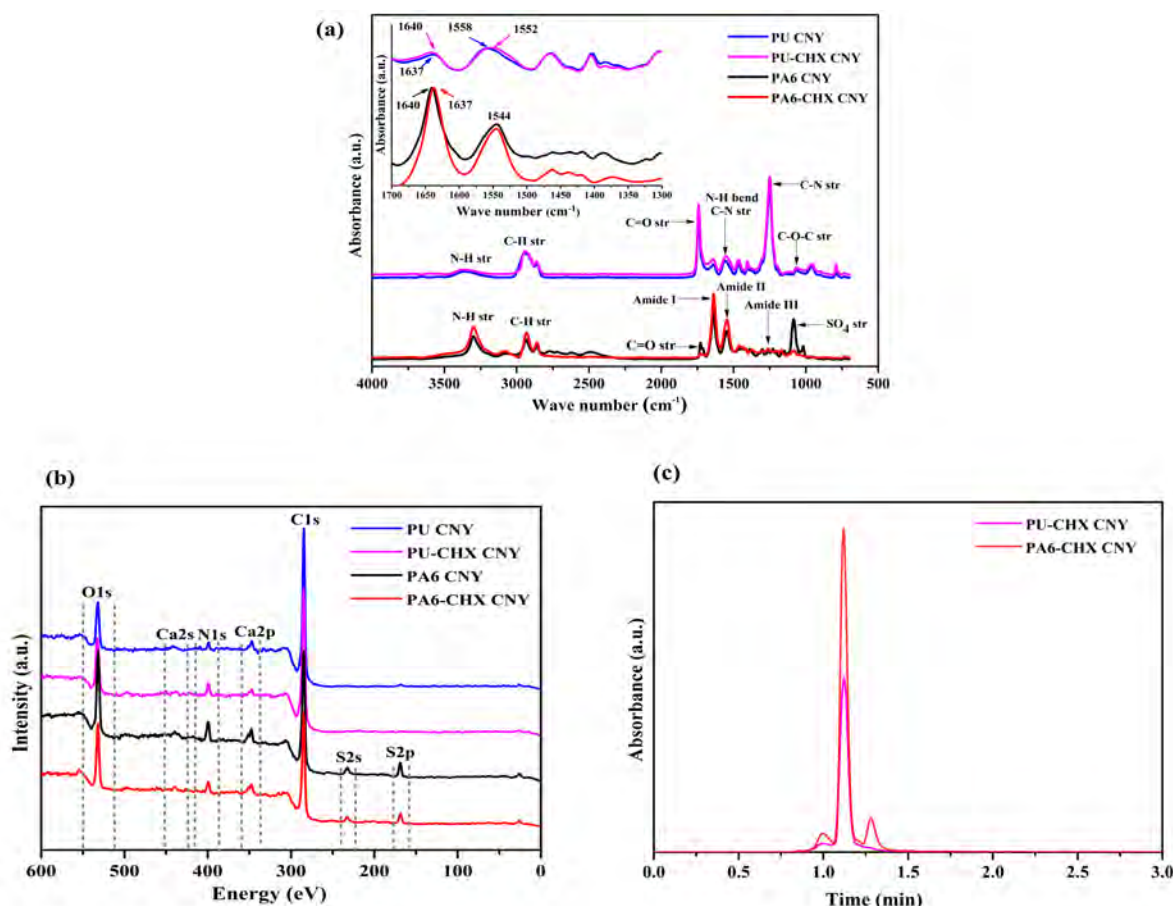 (a)
1640
1558
1552
1637
1640
1637
1544
Absorbance (a.u.)
1700 1650 1600 1550 1500 1450 1400 1350 1300
Wave number (cm⁻¹)
PU CNY
PU-CHX CNY
PA6 CNY
PA6-CHX CNY
Absorbance (a.u.)
N-H str
C-H str
C=O str
N-H bend
C-N str
C-N str
C-O-C str
N-H str
C-H str
Amide I
Amide II
Amide III
C=O str
SO₄ str
4000 3500 3000 2500 2000 1500 1000 500
Wave number (cm⁻¹)
(b)
O1s
Ca2s
N1s
Ca2p
C1s
S2s
S2p
PU CNY
PU-CHX CNY
PA6 CNY
PA6-CHX CNY
Intensity (a.u.)
600 500 400 300 200 100 0
Energy (eV)
(c)
PU-CHX CNY
PA6-CHX CNY
Absorbance (a.u.)
0.0 0.5 1.0 1.5 2.0 2.5 3.0
Time (min)